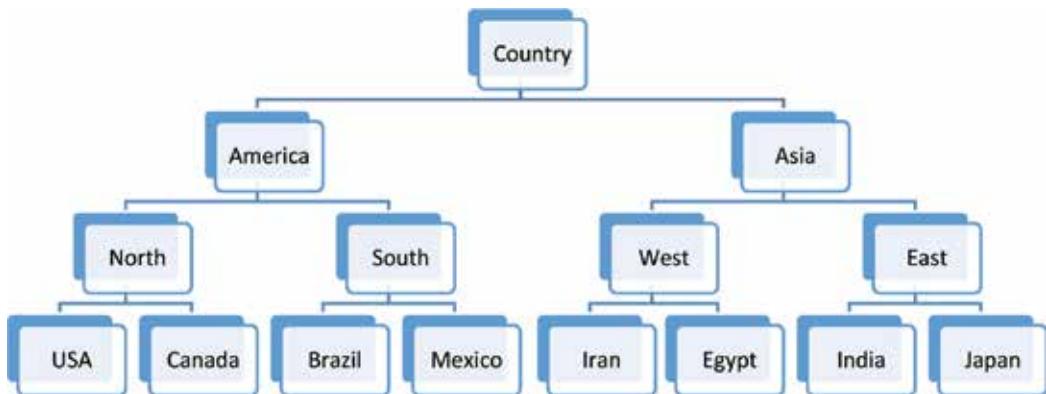 Country
America
Asia
North
South
West
East
USA
Canada
Brazil
Mexico
Iran
Egypt
India
Japan